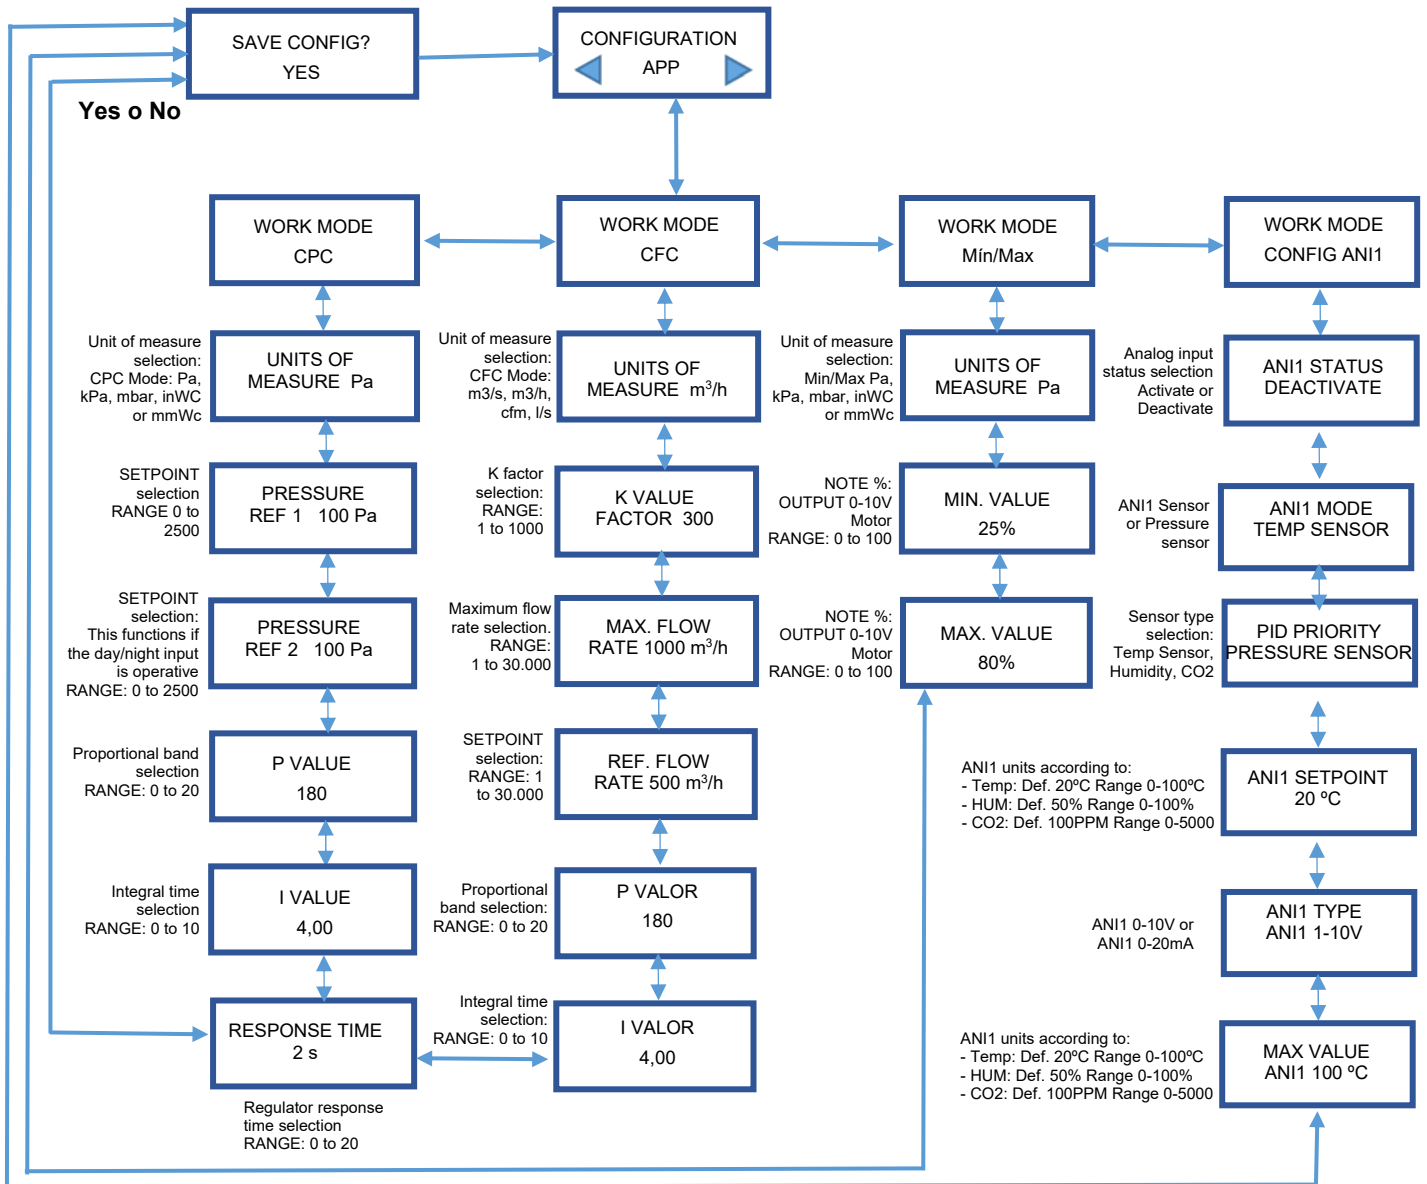 SAVE CONFIG?
YES
CONFIGURATION
APP
Yes o No
WORK MODE
CPC
WORK MODE
CFC
WORK MODE
Mín/Max
WORK MODE
CONFIG ANI1
Unit of measure
selection:
CPC Mode: Pa,
kPa, mbar, inWC
or mmWc
UNITS OF
MEASURE Pa
Unit of measure
selection:
CFC Mode:
m3/s, m3/h,
cfm, l/s
UNITS OF
MEASURE m³/h
Unit of measure
selection:
Min/Max Pa,
kPa, mbar, inWC
or mmWc
UNITS OF
MEASURE Pa
Analog input
status selection
Activate or
Deactivate
ANI1 STATUS
DEACTIVATE
SETPOINT
selection
RANGE 0 to
2500
PRESSURE
REF 1 100 Pa
K factor
selection:
RANGE:
1 to 1000
K VALUE
FACTOR 300
NOTE %:
OUTPUT 0-10V
Motor
RANGE: 0 to 100
MIN. VALUE
25%
ANI1 Sensor
or Pressure
sensor
ANI1 MODE
TEMP SENSOR
SETPOINT
selection:
This functions if
the day/night input
is operative
RANGE: 0 to 2500
PRESSURE
REF 2 100 Pa
Maximum flow
rate selection.
RANGE:
1 to 30.000
MAX. FLOW
RATE 1000 m³/h
NOTE %:
OUTPUT 0-10V
Motor
RANGE: 0 to 100
MAX. VALUE
80%
Sensor type
selection:
Temp Sensor,
Humidity, CO2
PID PRIORITY
PRESSURE SENSOR
Proportional band
selection
RANGE: 0 to 20
P VALUE
180
SETPOINT
selection:
RANGE: 1
to 30.000
REF. FLOW
RATE 500 m³/h
ANI1 units according to:
- Temp: Def. 20ºC Range 0-100ºC
- HUM: Def. 50% Range 0-100%
- CO2: Def. 100PPM Range 0-5000
ANI1 SETPOINT
20 ºC
Integral time
selection
RANGE: 0 to 10
I VALUE
4,00
Proportional
band selection:
RANGE: 0 to 20
P VALOR
180
ANI1 0-10V or
ANI1 0-20mA
ANI1 TYPE
ANI1 1-10V
RESPONSE TIME
2 s
Regulator response
time selection
RANGE: 0 to 20
Integral time
selection:
RANGE: 0 to 10
I VALOR
4,00
ANI1 units according to:
- Temp: Def. 20ºC Range 0-100ºC
- HUM: Def. 50% Range 0-100%
- CO2: Def. 100PPM Range 0-5000
MAX VALUE
ANI1 100 ºC